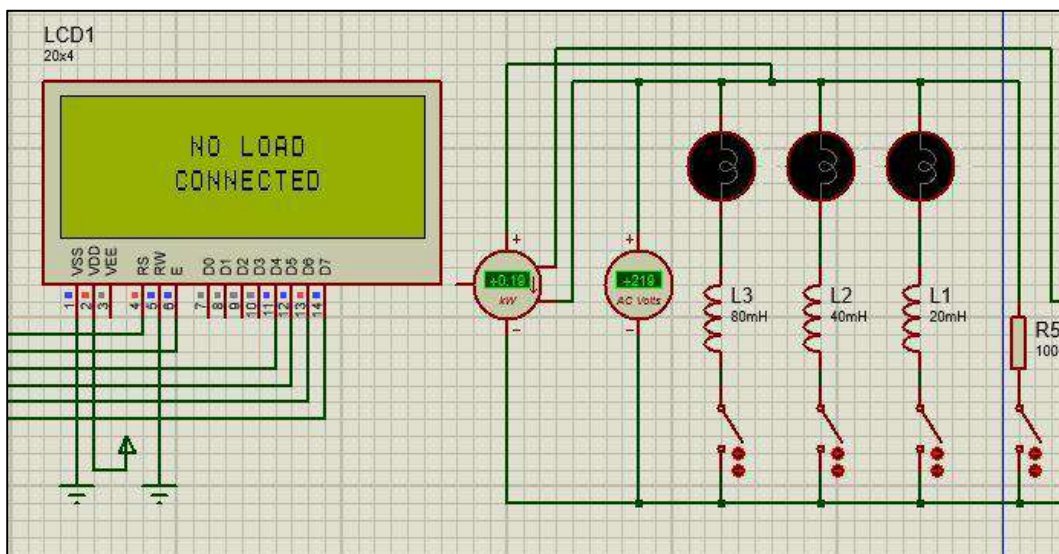 LCD1
20x4
NO LOAD
CONNECTED
VSS
VDD
VEE
RS
RW
E
D0
D1
D2
D3
D4
D5
D6
D7
1
2
3
4
5
6
7
8
9
10
11
12
13
14
+
+0.19
kW
−
+
+219
AC Volts
−
L3
80mH
L2
40mH
L1
20mH
R5
100